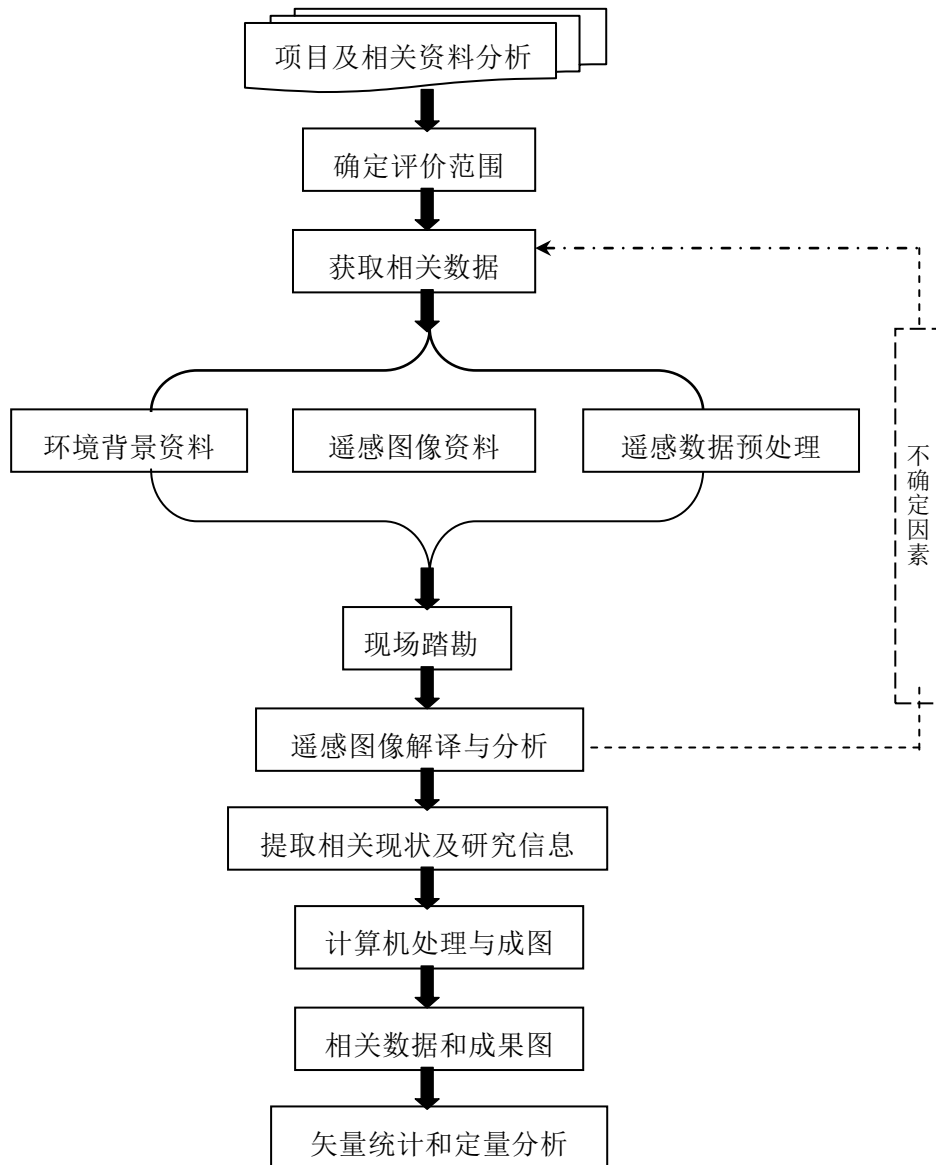 项目及相关资料分析
确定评价范围
获取相关数据
环境背景资料
遥感图像资料
遥感数据预处理
不确定因素
现场踏勘
遥感图像解译与分析
提取相关现状及研究信息
计算机处理与成图
相关数据和成果图
矢量统计和定量分析